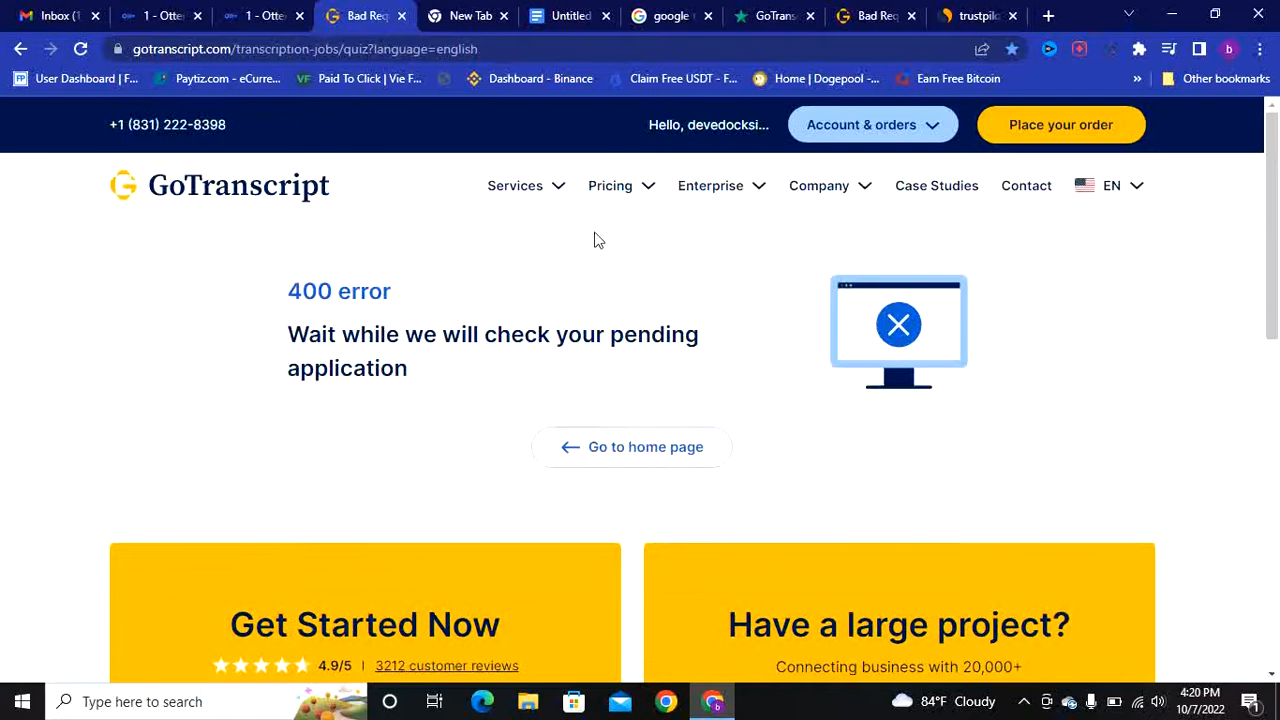 Inbox (1
1 - Otter
1 - Otte
Bad Req
New Tab
Untitled
google r
GoTrans
Bad Req
trustpilo
gotranscript.com/transcription-jobs/quiz?language=english
User Dashboard | F...
Paytiz.com - eCurre...
Paid To Click | Vie F...
Dashboard - Binance
Claim Free USDT - F...
Home | Dogepool -...
Earn Free Bitcoin
Other bookmarks
+1 (831) 222-8398
Hello, devedocksi...
Account & orders
Place your order
GoTranscript
Services
Pricing
Enterprise
Company
Case Studies
Contact
EN
400 error
Wait while we will check your pending
application
Go to home page
Get Started Now
4.9/5 | 3212 customer reviews
Have a large project?
Connecting business with 20,000+
Type here to search
84°F Cloudy
4:20 PM
10/7/2022